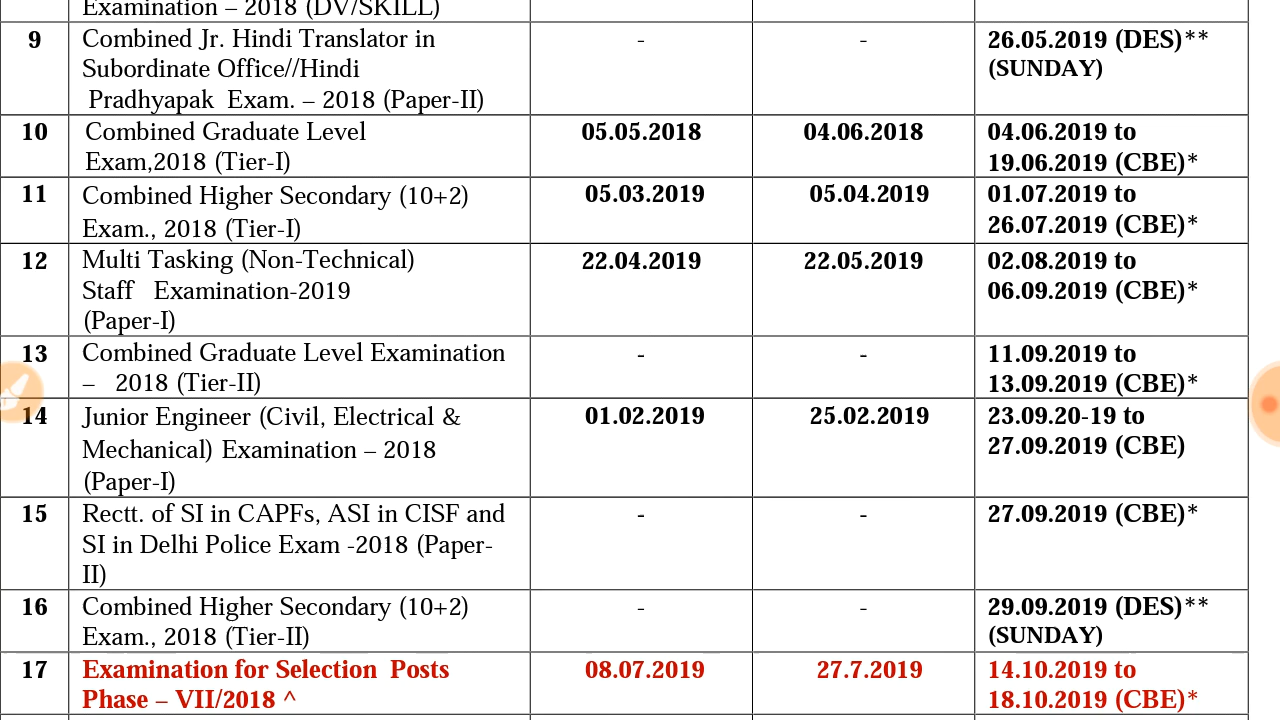 Examination – 2018 (DV/SKILL)
9 Combined Jr. Hindi Translator in - - 26.05.2019 (DES)**
Subordinate Office//Hindi (SUNDAY)
Pradhyapak Exam. – 2018 (Paper-II)
10 Combined Graduate Level 05.05.2018 04.06.2018 04.06.2019 to
Exam,2018 (Tier-I) 19.06.2019 (CBE)*
11 Combined Higher Secondary (10+2) 05.03.2019 05.04.2019 01.07.2019 to
Exam., 2018 (Tier-I) 26.07.2019 (CBE)*
12 Multi Tasking (Non-Technical) 22.04.2019 22.05.2019 02.08.2019 to
Staff Examination-2019 06.09.2019 (CBE)*
(Paper-I)
13 Combined Graduate Level Examination - - 11.09.2019 to
– 2018 (Tier-II) 13.09.2019 (CBE)*
14 Junior Engineer (Civil, Electrical & 01.02.2019 25.02.2019 23.09.20-19 to
Mechanical) Examination – 2018 27.09.2019 (CBE)
(Paper-I)
15 Rectt. of SI in CAPFs, ASI in CISF and - - 27.09.2019 (CBE)*
SI in Delhi Police Exam -2018 (Paper-
II)
16 Combined Higher Secondary (10+2) - - 29.09.2019 (DES)**
Exam., 2018 (Tier-II) (SUNDAY)
17 Examination for Selection Posts 08.07.2019 27.7.2019 14.10.2019 to
Phase – VII/2018 ^ 18.10.2019 (CBE)*